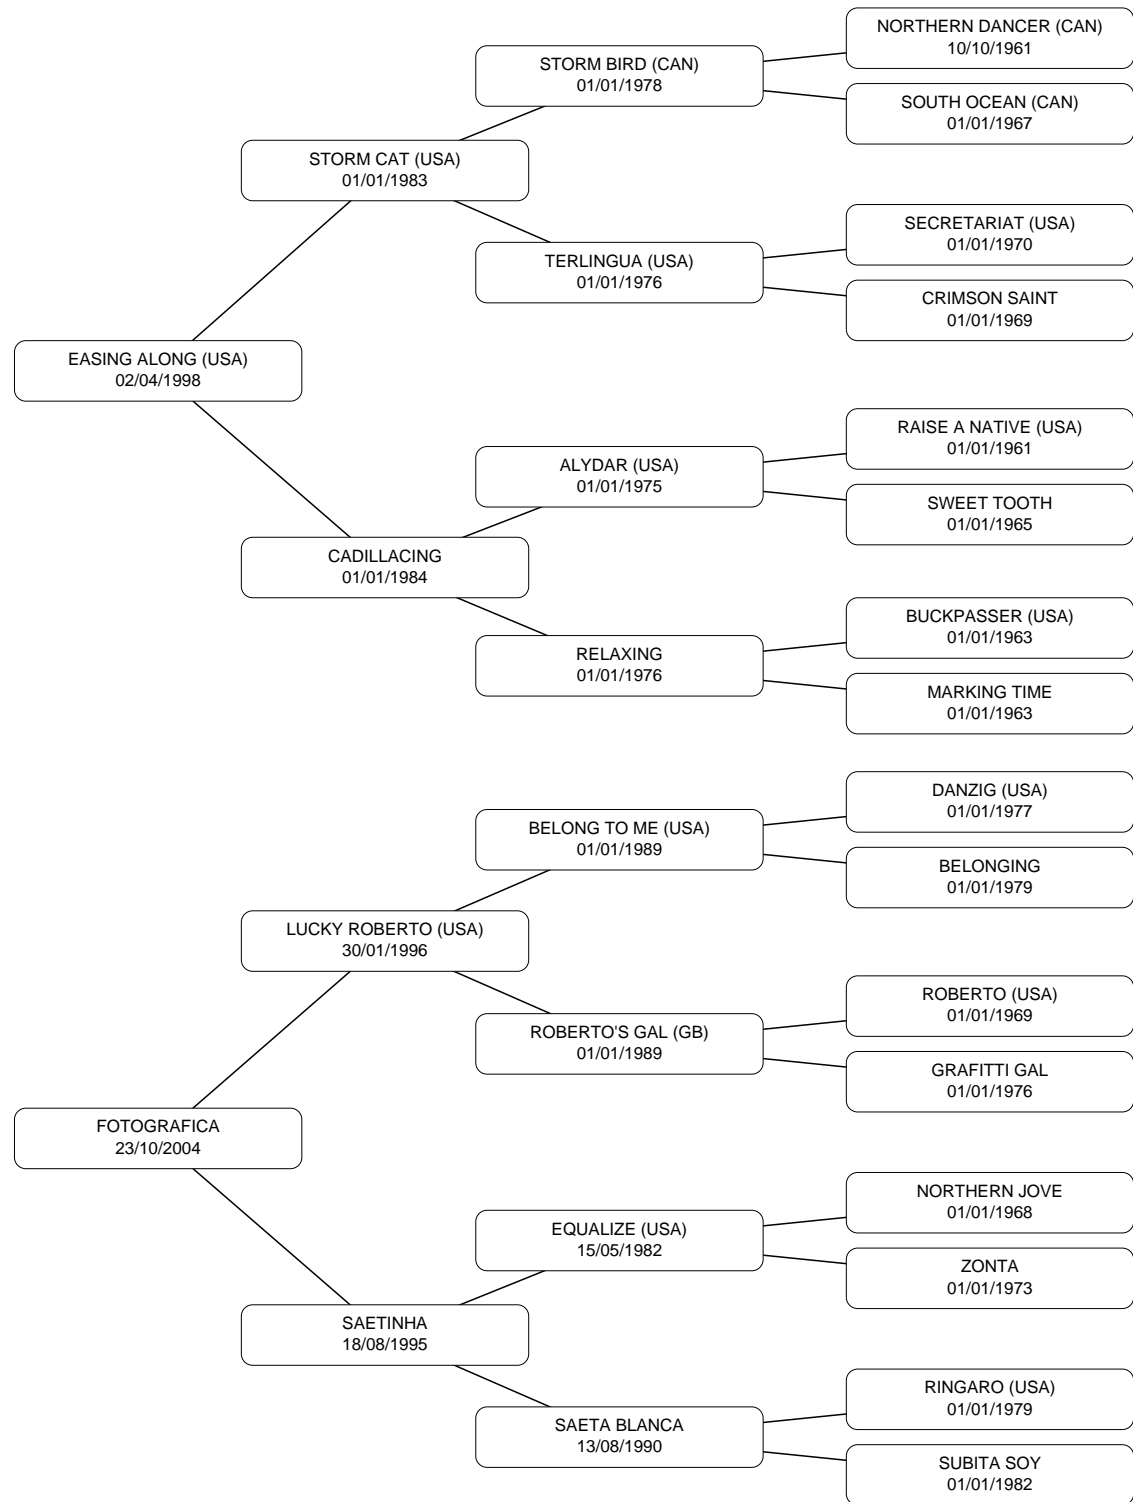 NORTHERN DANCER (CAN)
10/10/1961
STORM BIRD (CAN)
01/01/1978
SOUTH OCEAN (CAN)
01/01/1967
STORM CAT (USA)
01/01/1983
SECRETARIAT (USA)
01/01/1970
TERLINGUA (USA)
01/01/1976
CRIMSON SAINT
01/01/1969
EASING ALONG (USA)
02/04/1998
RAISE A NATIVE (USA)
01/01/1961
ALYDAR (USA)
01/01/1975
SWEET TOOTH
01/01/1965
CADILLACING
01/01/1984
BUCKPASSER (USA)
01/01/1963
RELAXING
01/01/1976
MARKING TIME
01/01/1963
DANZIG (USA)
01/01/1977
BELONG TO ME (USA)
01/01/1989
BELONGING
01/01/1979
LUCKY ROBERTO (USA)
30/01/1996
ROBERTO (USA)
01/01/1969
ROBERTO'S GAL (GB)
01/01/1989
GRAFITTI GAL
01/01/1976
FOTOGRAFICA
23/10/2004
NORTHERN JOVE
01/01/1968
EQUALIZE (USA)
15/05/1982
ZONTA
01/01/1973
SAETINHA
18/08/1995
RINGARO (USA)
01/01/1979
SAETA BLANCA
13/08/1990
SUBITA SOY
01/01/1982